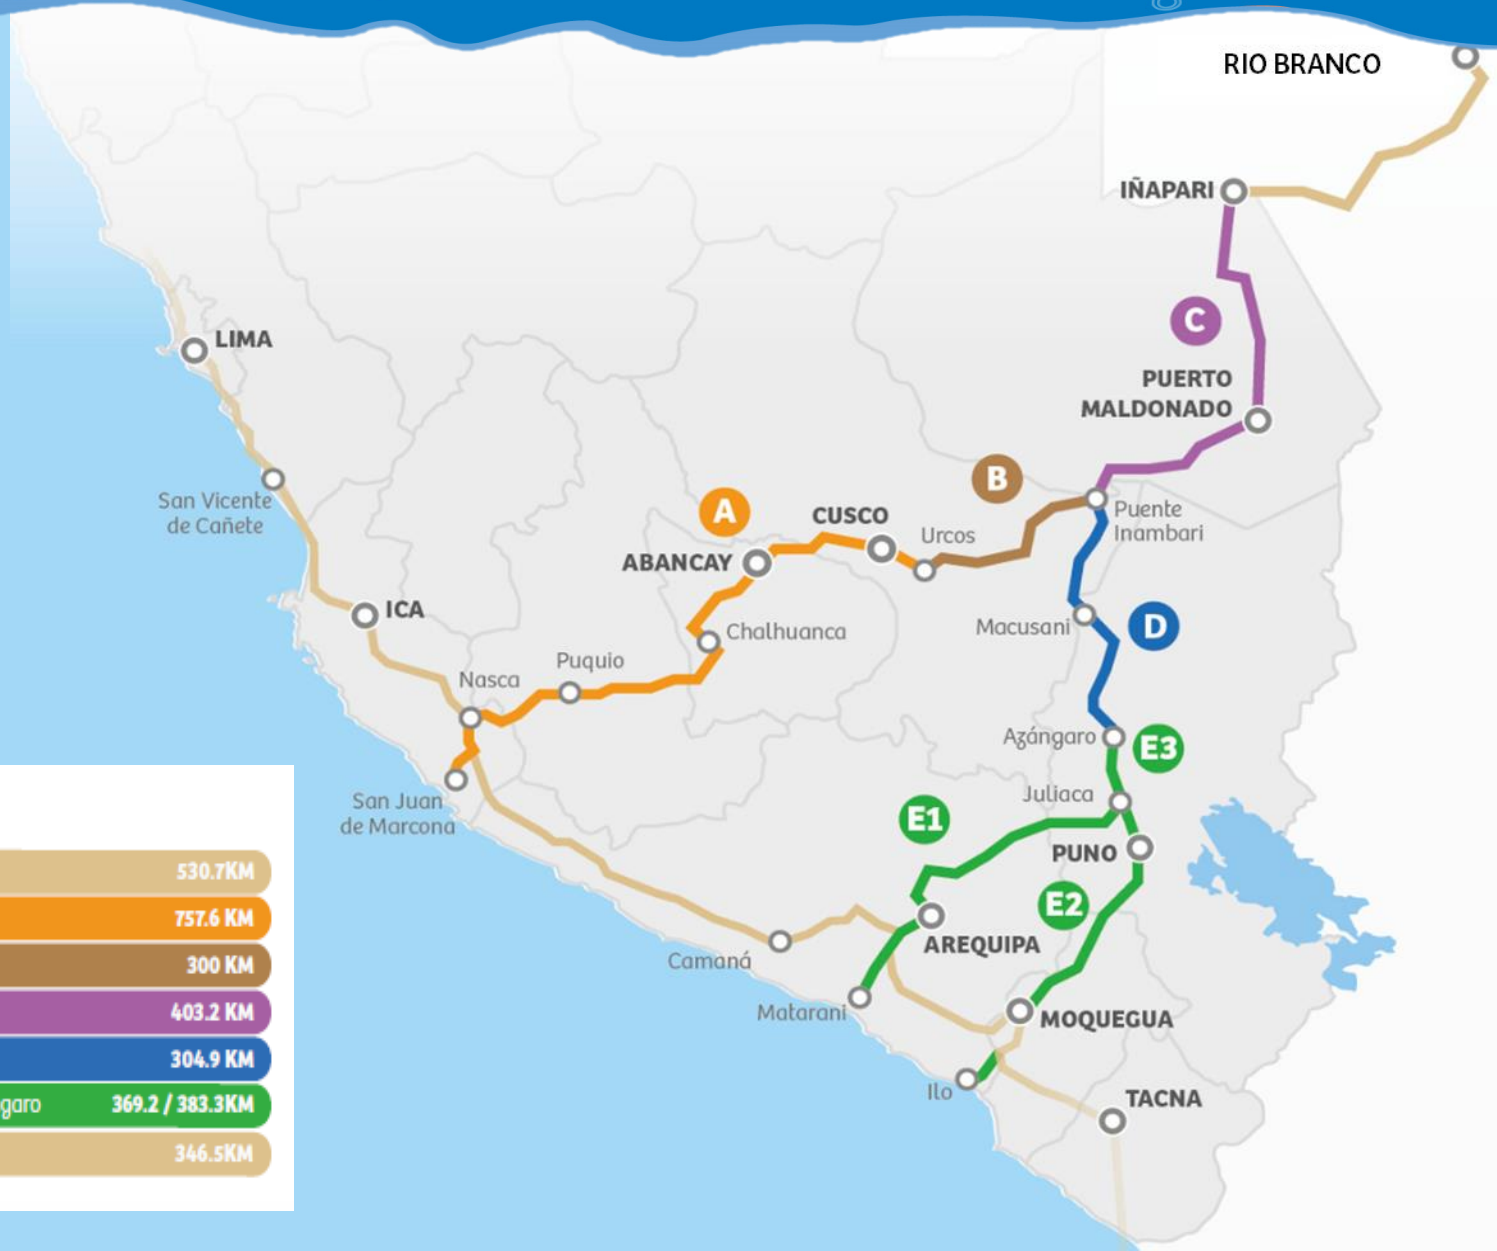 RIO BRANCO
IÑAPARI
C
LIMA
PUERTO
MALDONADO
B
San Vicente
de Cañete
A
CUSCO
Urcos
Puente
Inambari
ABANCAY
ICA
Chalhuanca
Macusani
D
Puquio
Nasca
Azángaro
E3
San Juan
de Marcona
Juliaca
E1
PUNO
E2
AREQUIPA
Camaná
Matarani
MOQUEGUA
Ilo
TACNA
530.7KM
757.6 KM
300 KM
403.2 KM
304.9 KM
garo 369.2 / 383.3KM
346.5KM